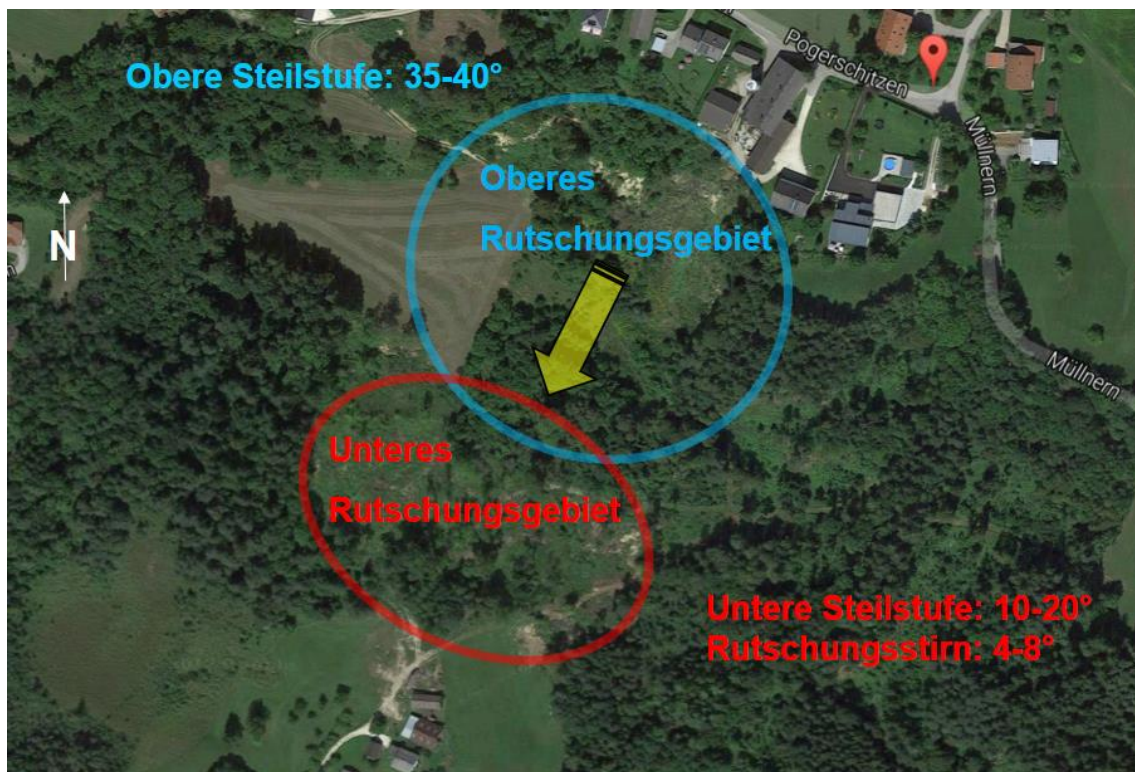 Obere Steilstufe: 35-40°
Pogerschitzen
Müllnern
Oberes
Rutschungsgebiet
N
Müllnern
Unteres
Rutschungsgebiet
Untere Steilstufe: 10-20°
Rutschungsstirn: 4-8°